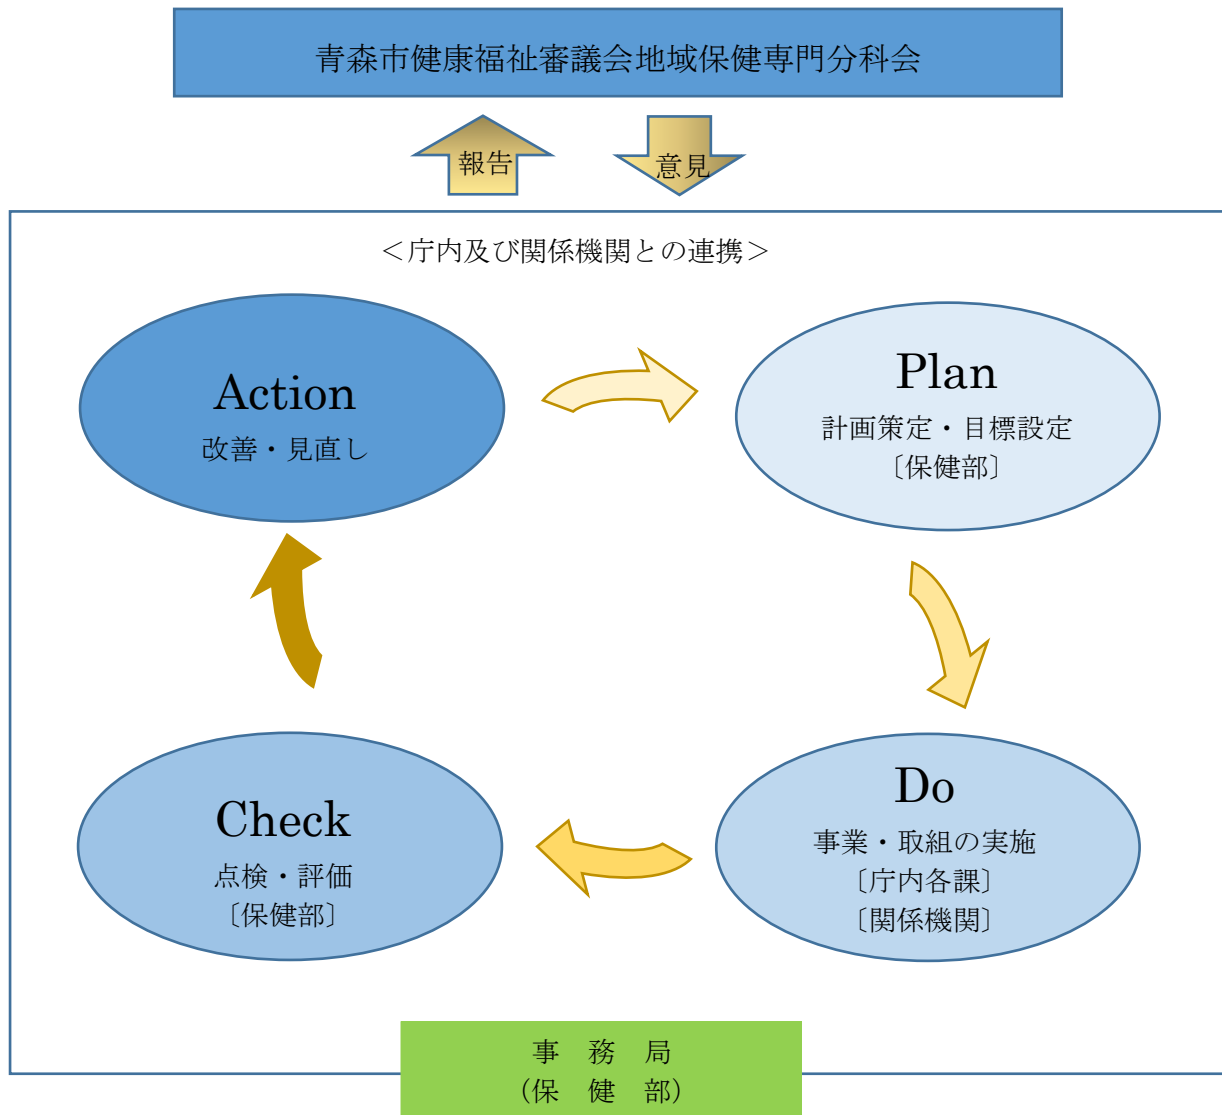 青森市健康福祉審議会地域保健専門分科会
報告
意見
＜庁内及び関係機関との連携＞
Action
改善・見直し
Plan
計画策定・目標設定
〔保健部〕
Check
点検・評価
〔保健部〕
Do
事業・取組の実施
〔庁内各課〕
〔関係機関〕
事　務　局
（保　健　部）